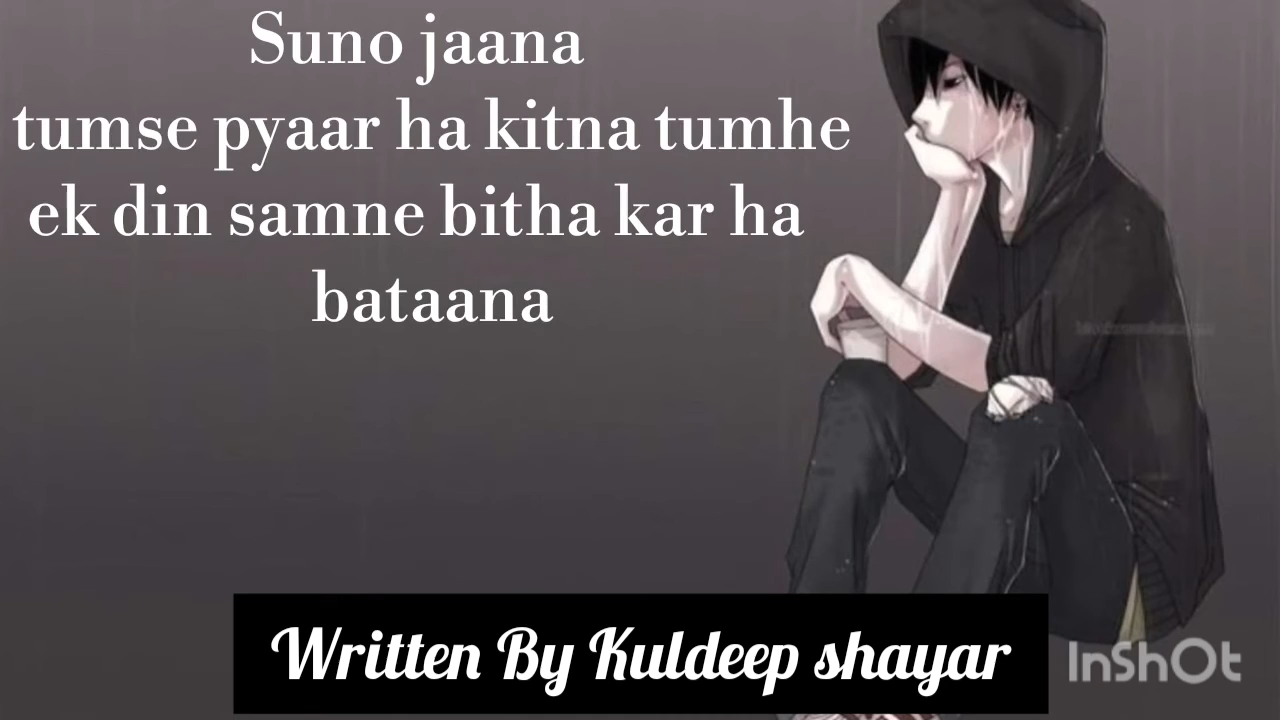 Suno jaana
tumse pyaar ha kitna tumhe
ek din samne bitha kar ha
bataana
Written By Kuldeep shayar
InShOt